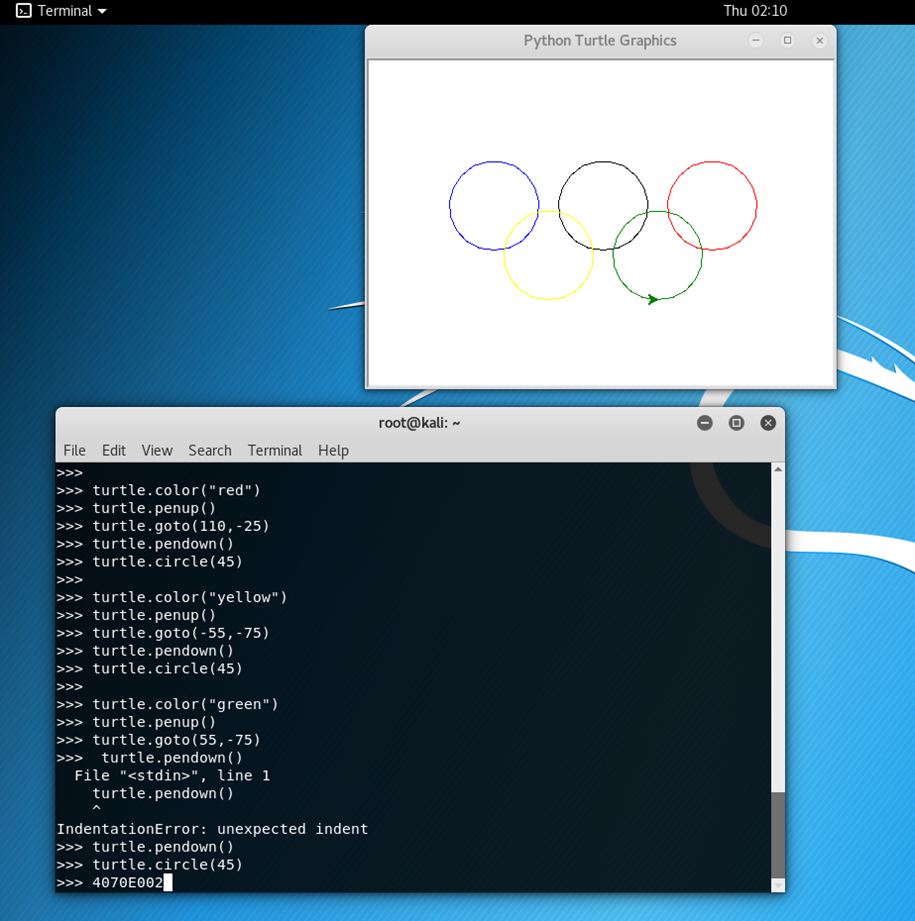 Terminal
Thu 02:10
Python Turtle Graphics
root@kali: ~
File Edit View Search Terminal Help
>>>
>>> turtle.color("red")
>>> turtle.penup()
>>> turtle.goto(110,-25)
>>> turtle.pendown()
>>> turtle.circle(45)
>>>
>>> turtle.color("yellow")
>>> turtle.penup()
>>> turtle.goto(-55,-75)
>>> turtle.pendown()
>>> turtle.circle(45)
>>>
>>> turtle.color("green")
>>> turtle.penup()
>>> turtle.goto(55,-75)
>>>  turtle.pendown()
  File "<stdin>", line 1
    turtle.pendown()
    ^
IndentationError: unexpected indent
>>> turtle.pendown()
>>> turtle.circle(45)
>>> 4070E002